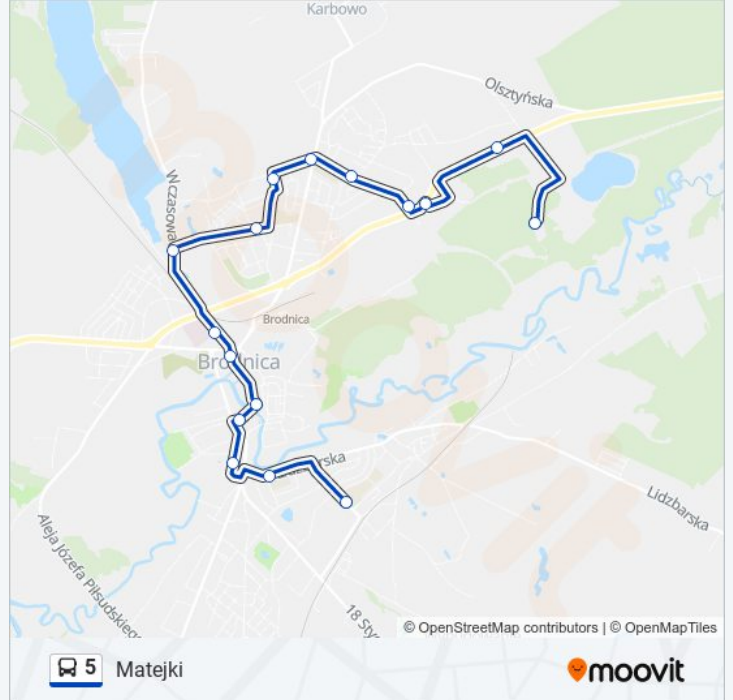 Karbowo
Olsztyńska
Wczasowa
Brodnica
Brodnica
Lidzbarska
Aleja Józefa Piłsudskiego
18 Sty
© OpenStreetMap contributors | © OpenMapTiles
5 Matejki
moovit